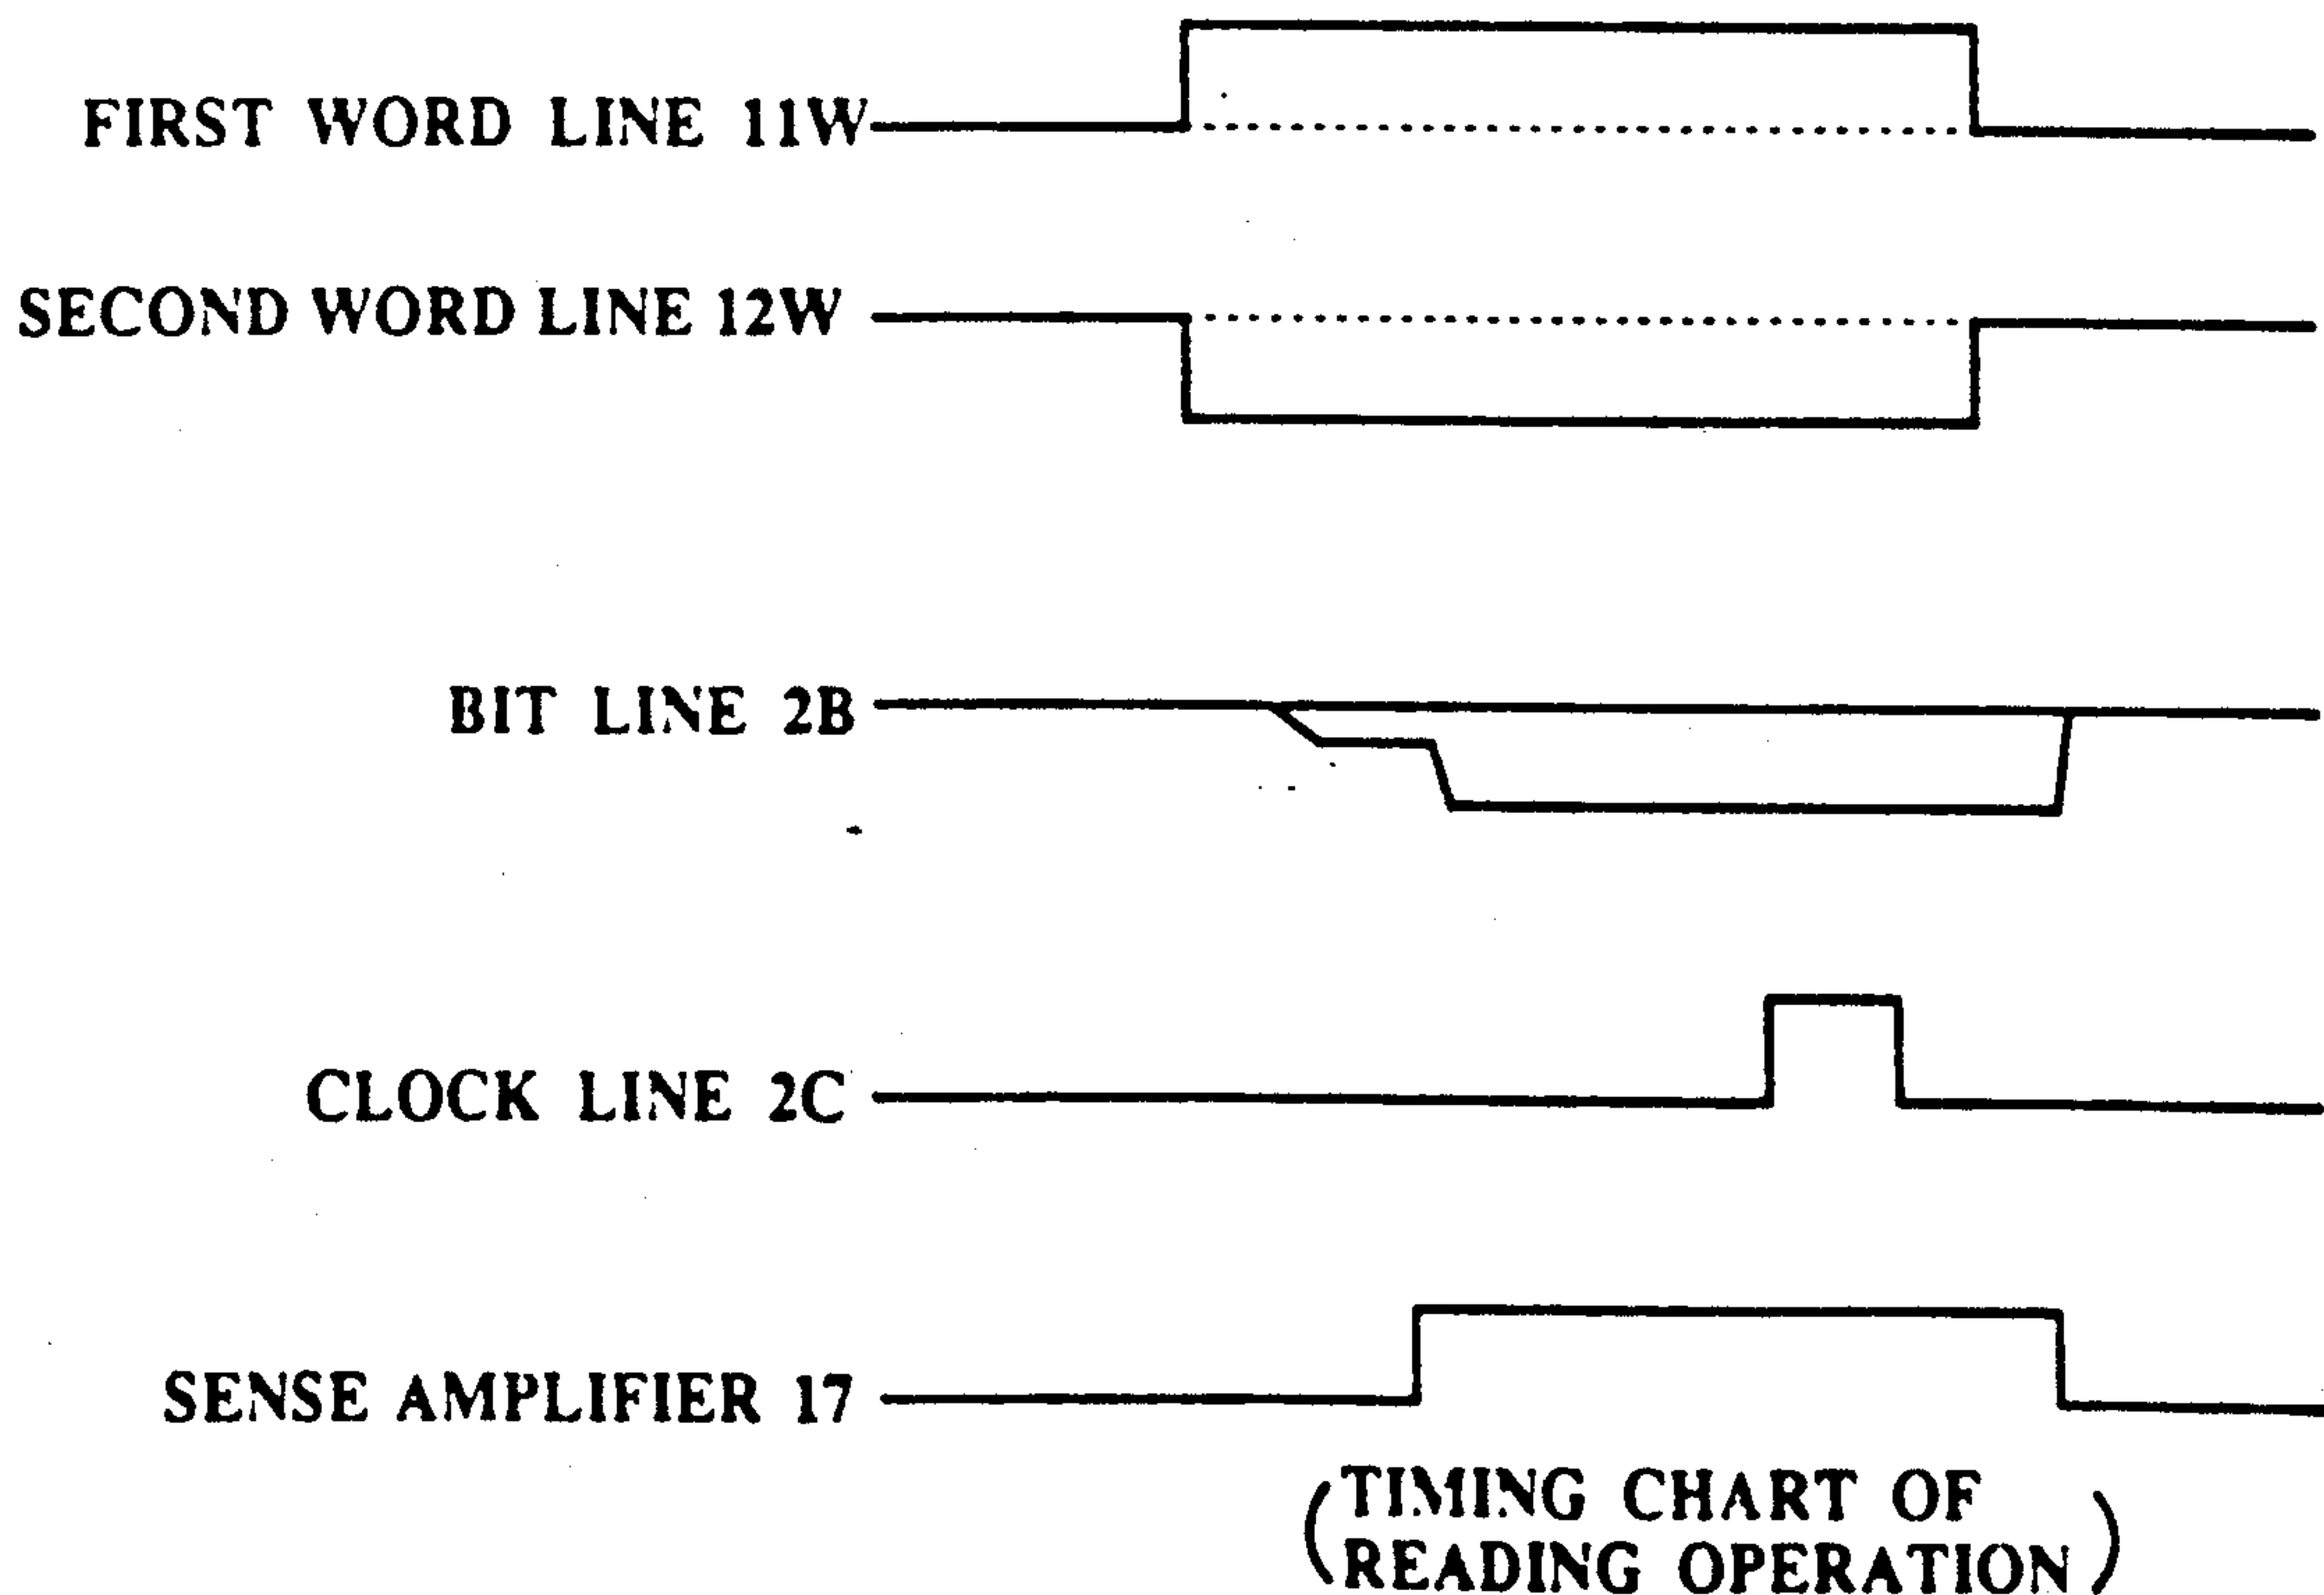 FIRST WORD LINE 11W
SECOND WORD LINE 12W
BIT LINE 2B
CLOCK LINE 2C
SENSE AMPLIFIER 17
(TIMING CHART OF
READING OPERATION)